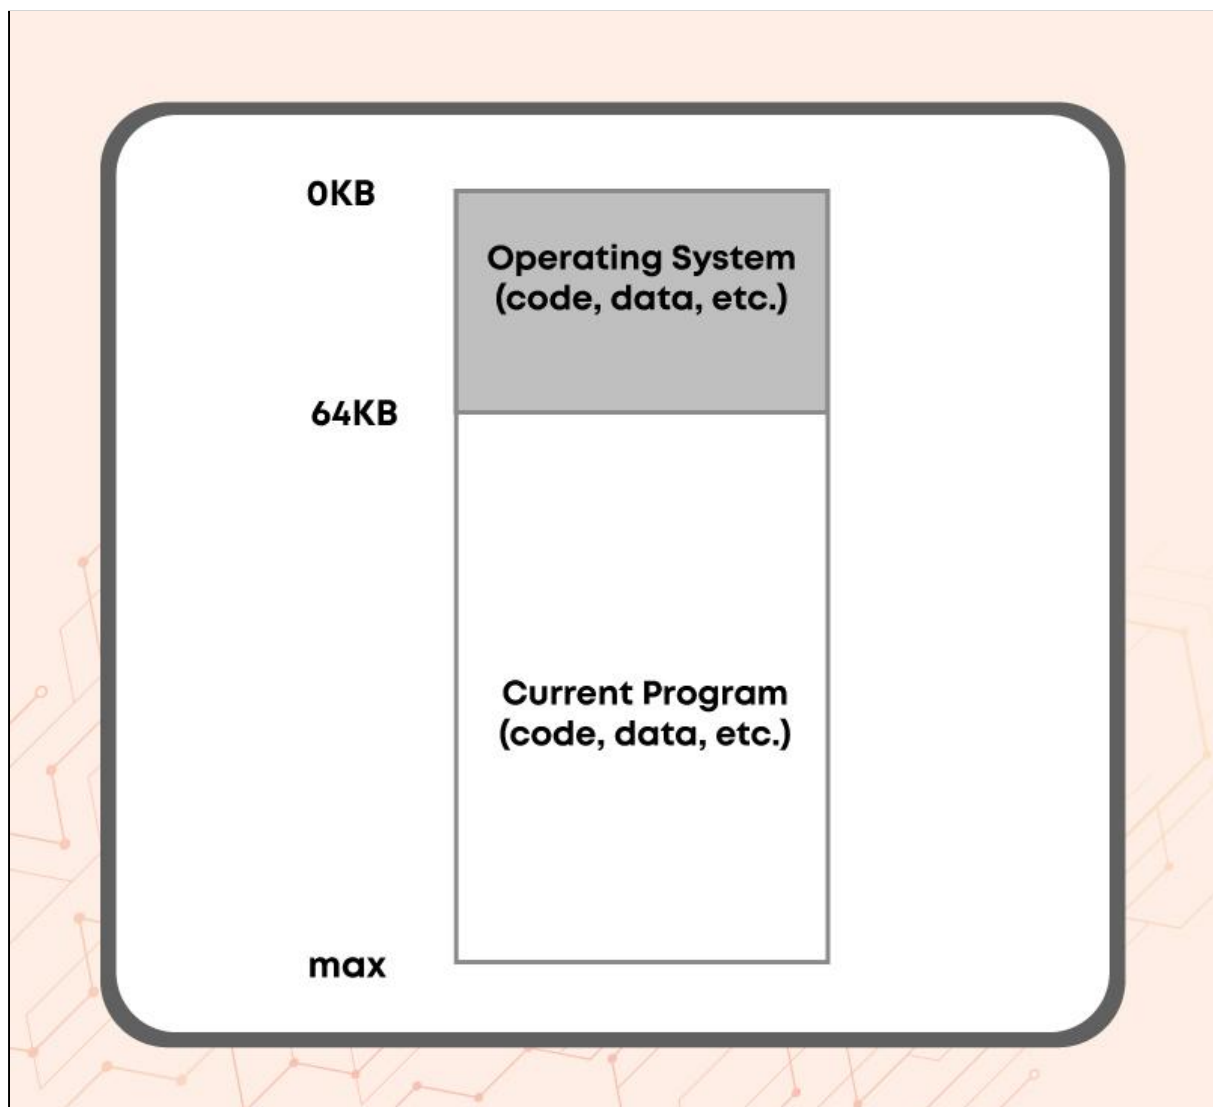 0KB
Operating System
(code, data, etc.)
64KB
Current Program
(code, data, etc.)
max